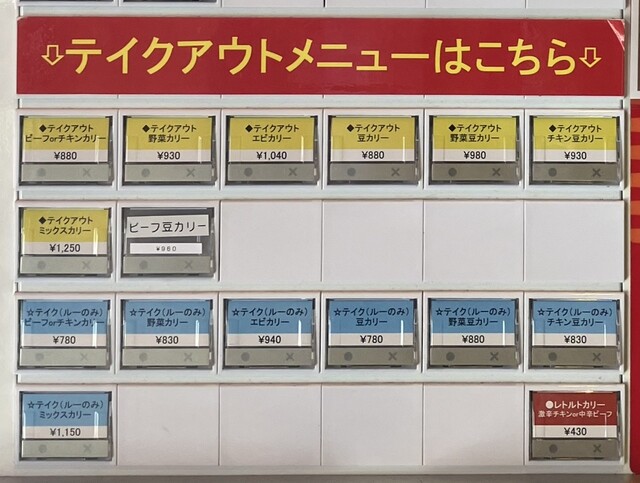 ⇩テイクアウトメニューはこちら⇩
◆テイクアウト
ビーフorチキンカリー
¥880
◆テイクアウト
野菜カリー
¥930
◆テイクアウト
エビカリー
¥1,040
◆テイクアウト
豆カリー
¥880
◆テイクアウト
野菜豆カリー
¥980
◆テイクアウト
チキン豆カリー
¥930
◆テイクアウト
ミックスカリー
¥1,250
ビーフ豆カリー
¥980
☆テイク(ルーのみ)
ビーフorチキンカリー
¥780
☆テイク(ルーのみ)
野菜カリー
¥830
☆テイク(ルーのみ)
エビカリー
¥940
☆テイク(ルーのみ)
豆カリー
¥780
☆テイク(ルーのみ)
野菜豆カリー
¥880
☆テイク(ルーのみ)
チキン豆カリー
¥830
☆テイク(ルーのみ)
ミックスカリー
¥1,150
●レトルトカリー
激辛チキンor中辛ビーフ
¥430